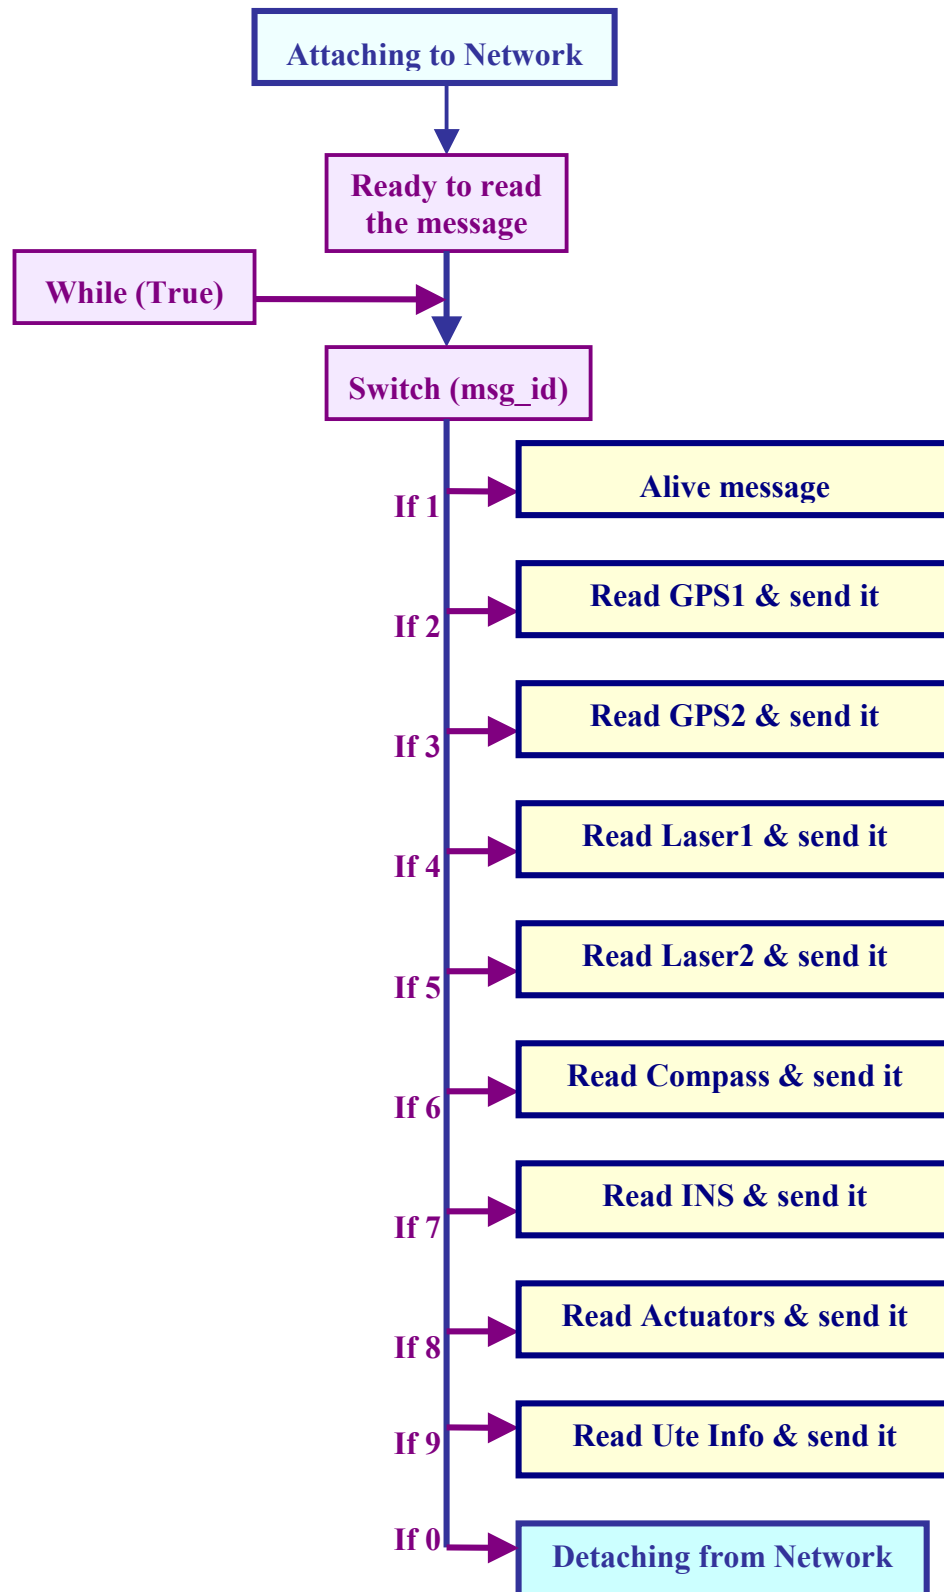 Attaching to Network
Ready to read
the message
While (True)
Switch (msg_id)
If 1
Alive message
If 2
Read GPS1 & send it
If 3
Read GPS2 & send it
If 4
Read Laser1 & send it
If 5
Read Laser2 & send it
If 6
Read Compass & send it
If 7
Read INS & send it
If 8
Read Actuators & send it
If 9
Read Ute Info & send it
If 0
Detaching from Network